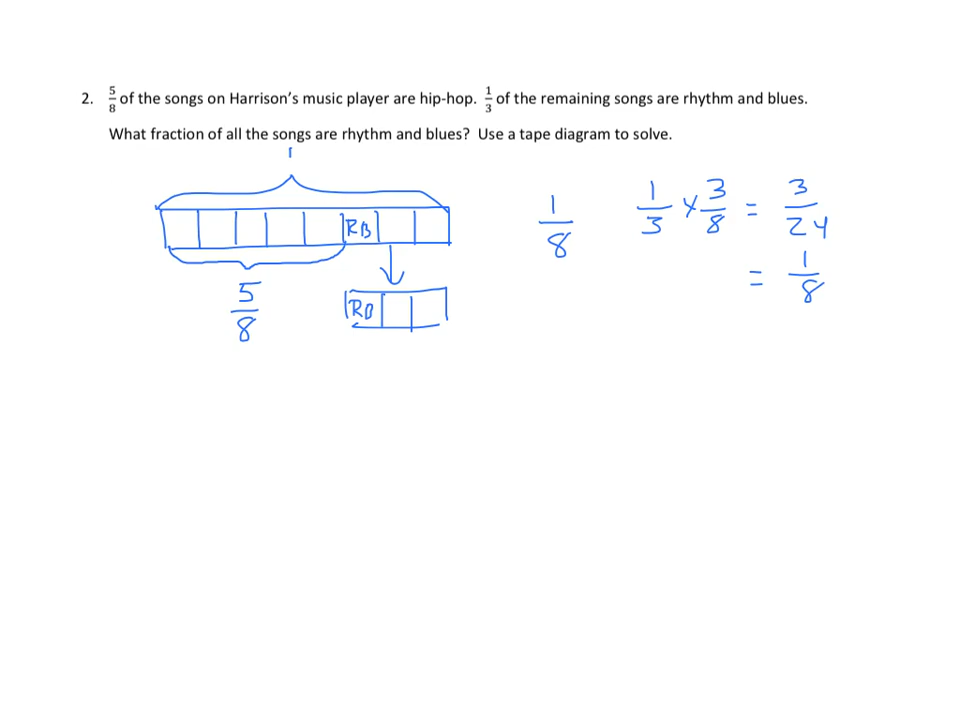 2. 5/8 of the songs on Harrison's music player are hip-hop. 1/3 of the remaining songs are rhythm and blues.
What fraction of all the songs are rhythm and blues? Use a tape diagram to solve.
1
RB
1/8
1/3 × 3/8 = 3/24
= 1/8
5/8
RB